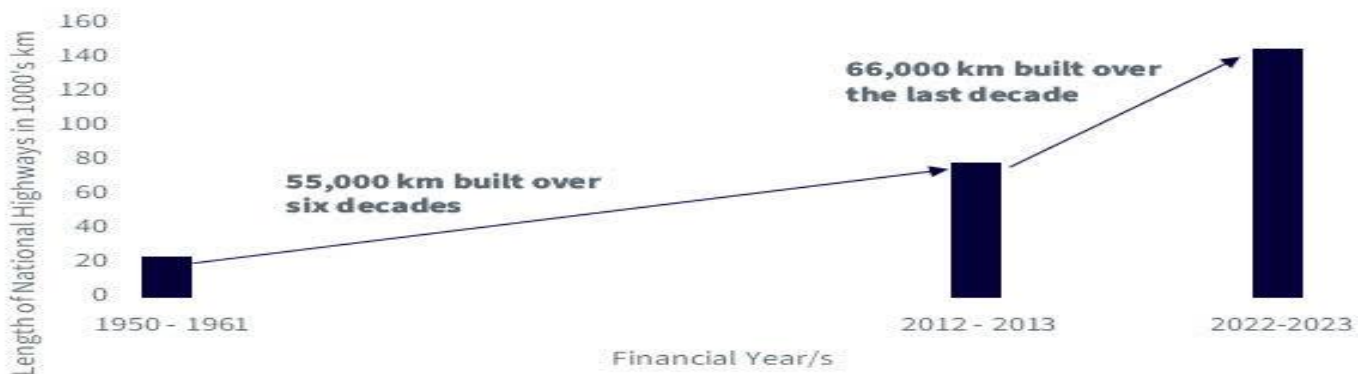 Length of National Highways in 1000's km
160
140
120
100
80
60
40
20
0
66,000 km built over
the last decade
55,000 km built over
six decades
1950 - 1961
2012 - 2013
2022-2023
Financial Year/s